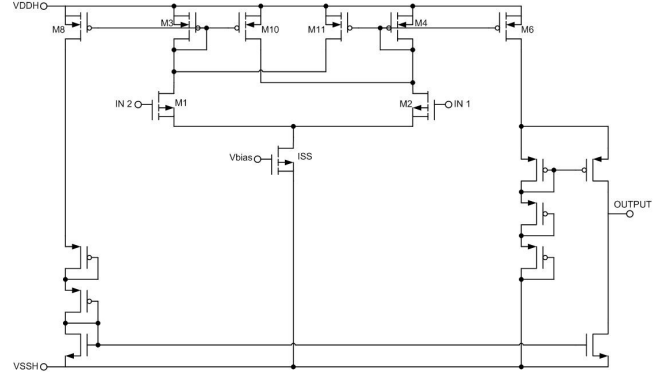 VDDH
M8
M3
M10
M11
M4
M6
IN 2
M1
M2
IN 1
Vbias
ISS
OUTPUT
VSSH